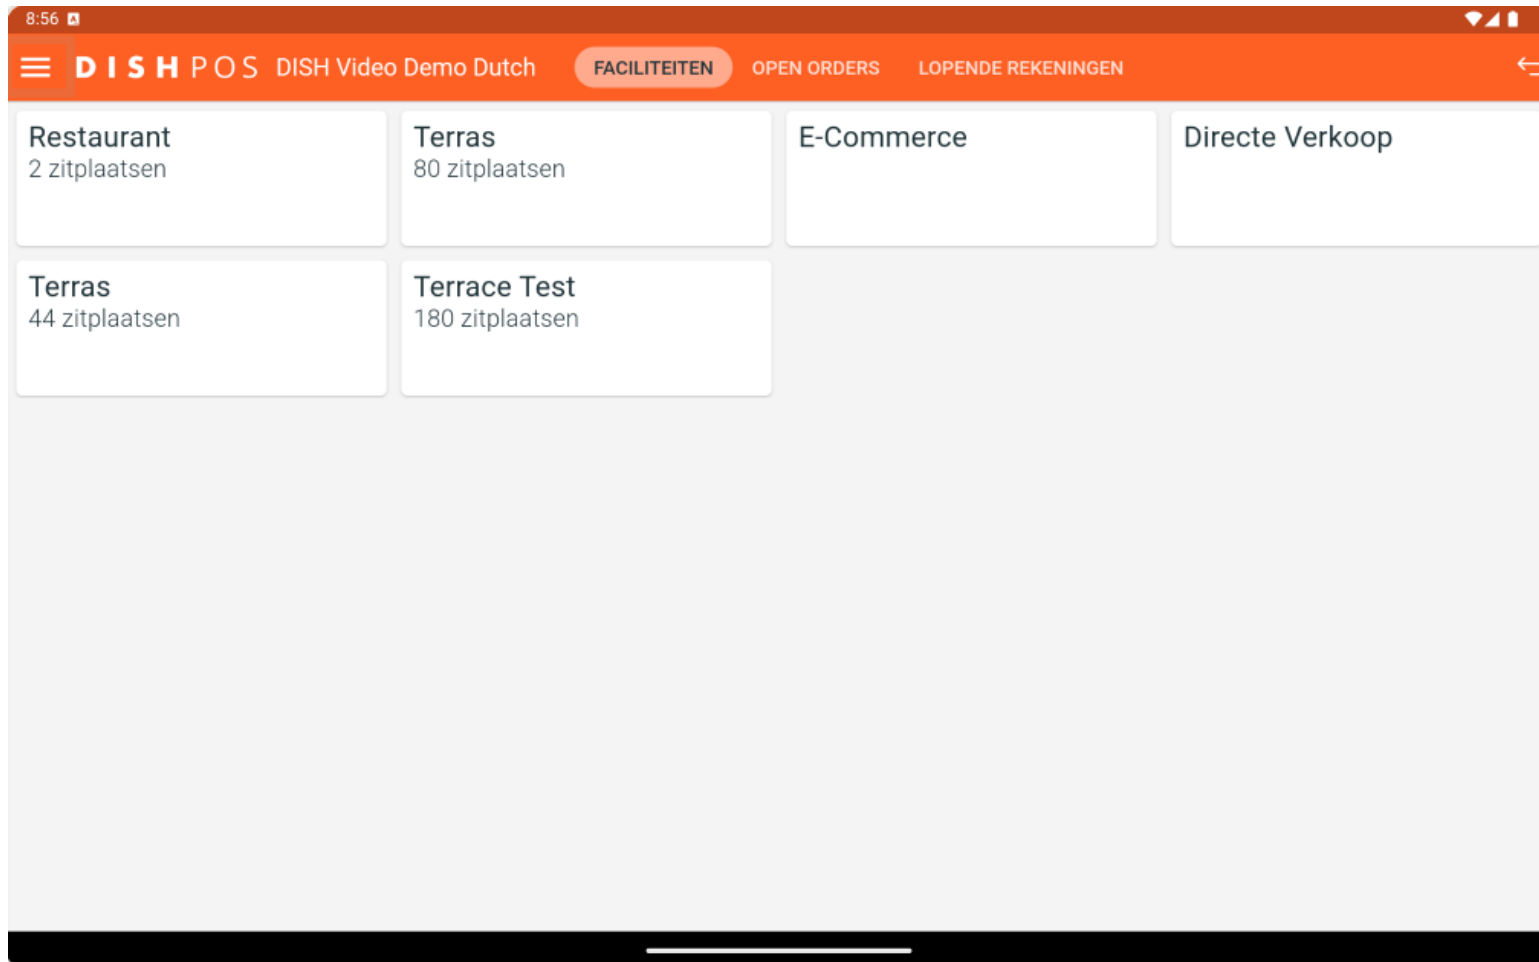 8:56
DISH POS DISH Video Demo Dutch FACILITEITEN OPEN ORDERS LOPENDE REKENINGEN
Restaurant
2 zitplaatsen
Terras
80 zitplaatsen
E-Commerce
Directe Verkoop
Terras
44 zitplaatsen
Terrace Test
180 zitplaatsen